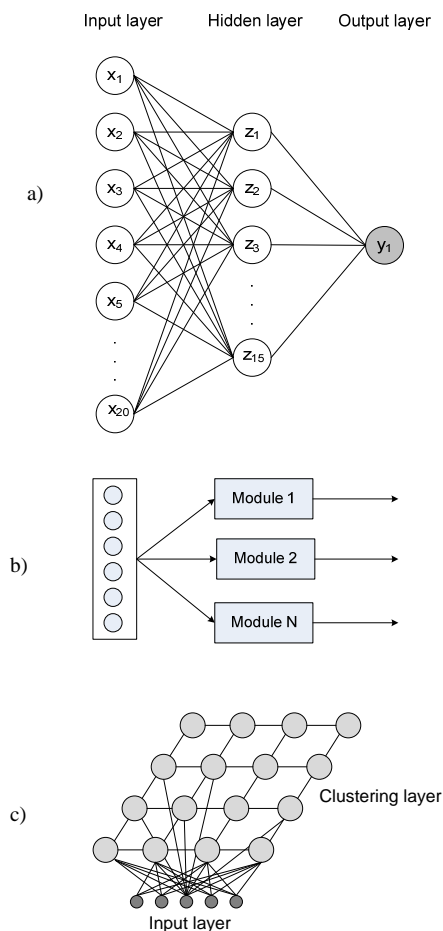 Input layer Hidden layer Output layer
a)
x1
x2
x3
x4
x5
.
.
.
x20
z1
z2
z3
.
.
.
z15
y1
b)
Module 1
Module 2
Module N
c)
Clustering layer
Input layer